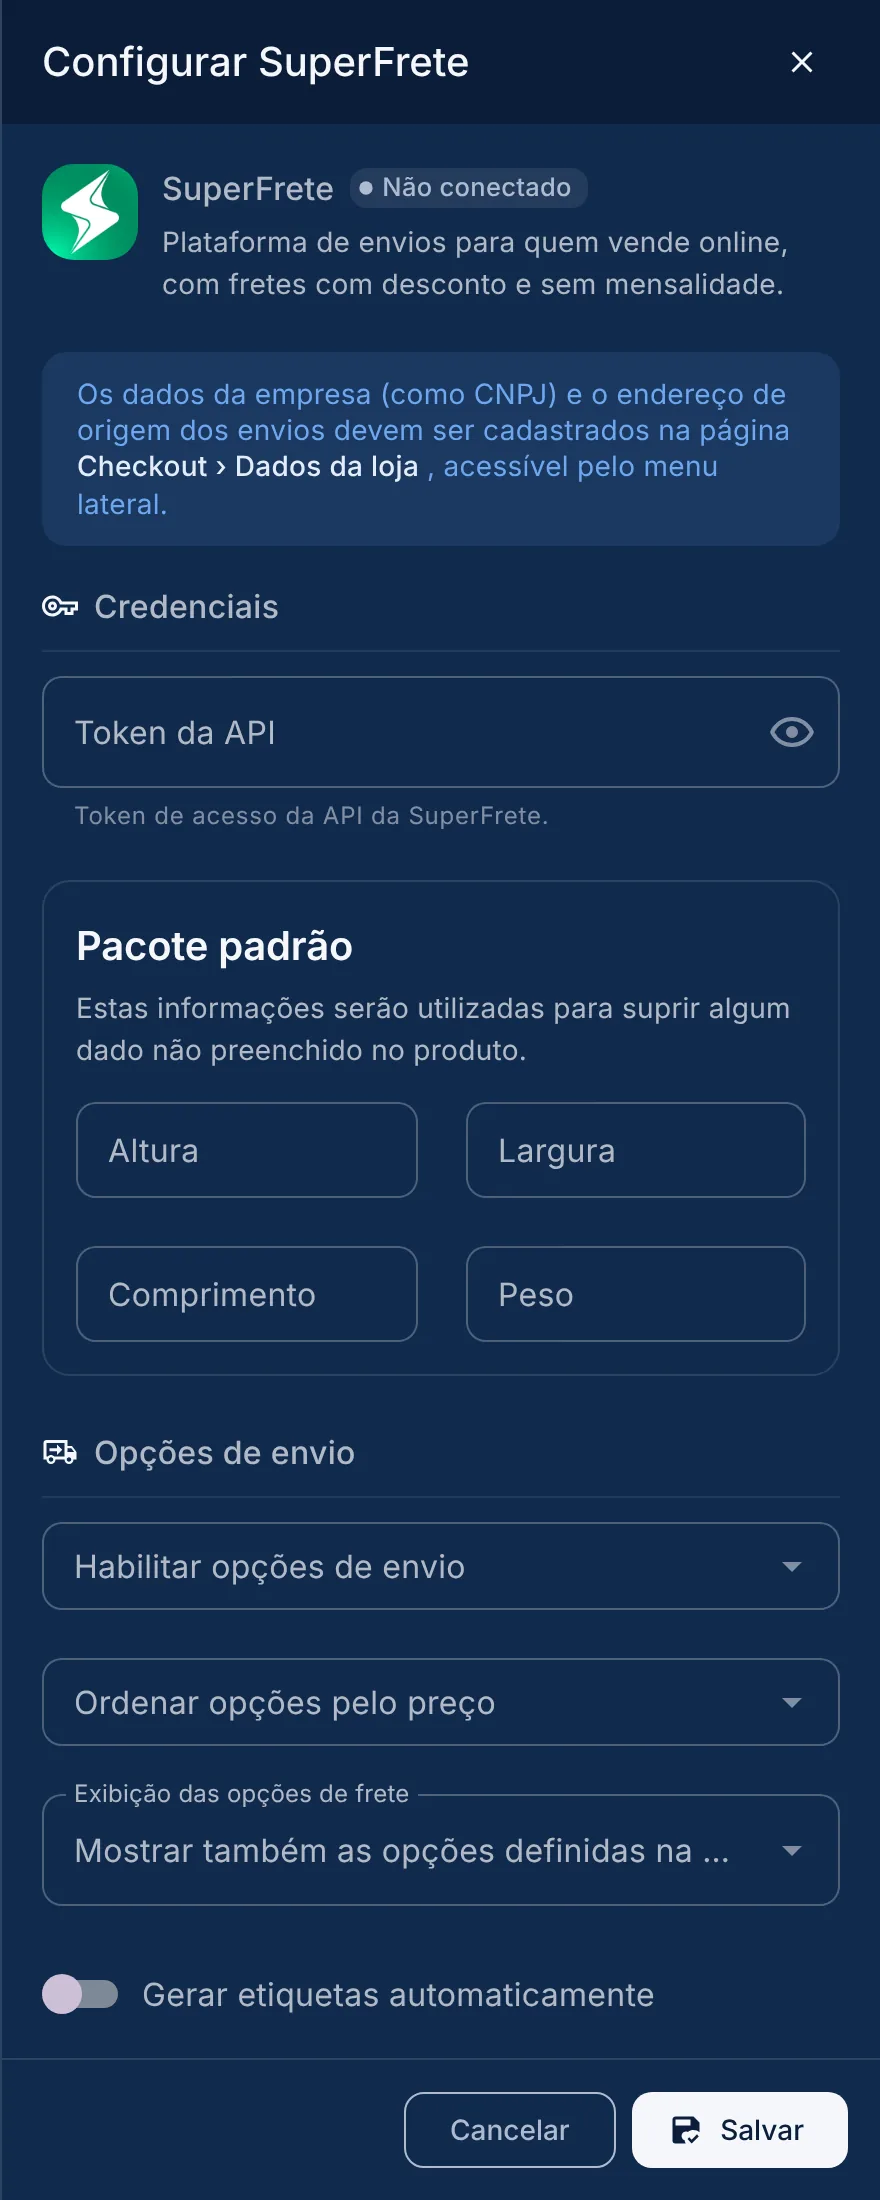 Configurar SuperFrete
SuperFrete
Não conectado
Plataforma de envios para quem vende online,
com fretes com desconto e sem mensalidade.
Os dados da empresa (como CNPJ) e o endereço de
origem dos envios devem ser cadastrados na página
Checkout › Dados da loja , acessível pelo menu
lateral.
Credenciais
Token da API
Token de acesso da API da SuperFrete.
Pacote padrão
Estas informações serão utilizadas para suprir algum
dado não preenchido no produto.
Altura
Largura
Comprimento
Peso
Opções de envio
Habilitar opções de envio
Ordenar opções pelo preço
Exibição das opções de frete
Mostrar também as opções definidas na ...
Gerar etiquetas automaticamente
Cancelar
Salvar